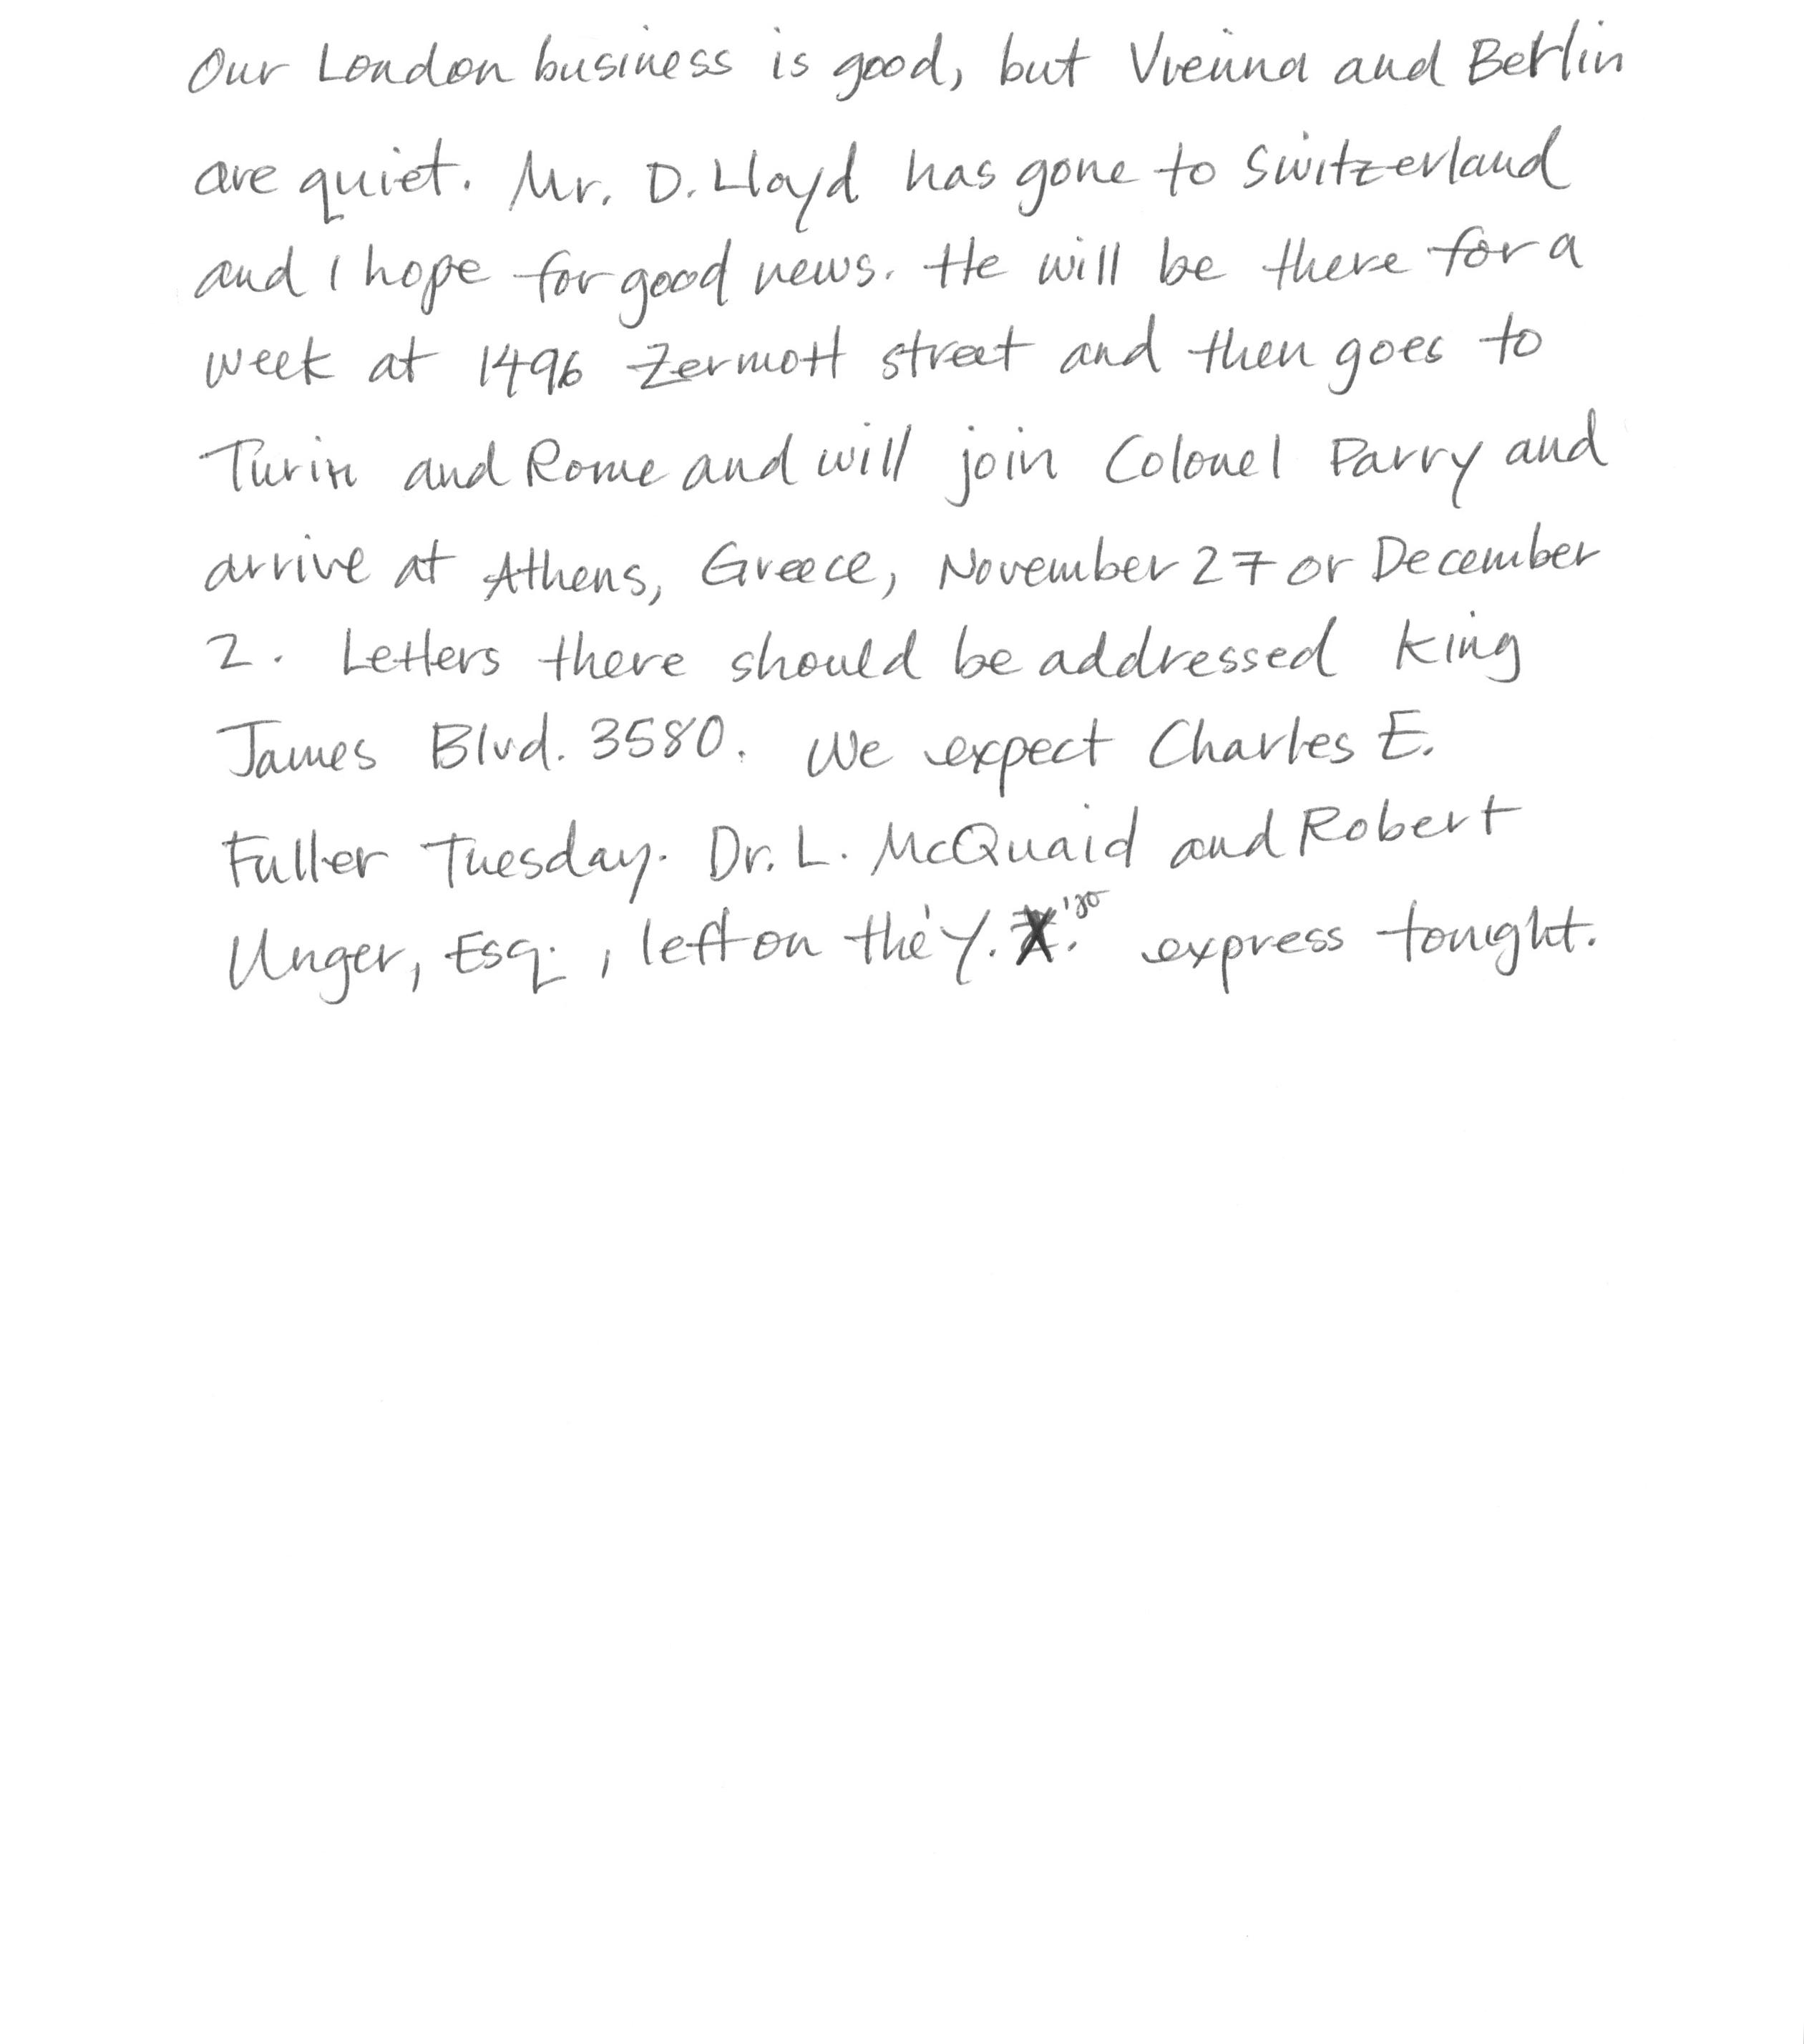 Our London business is good, but Vienna and Berlin
are quiet. Mr. D. Lloyd has gone to Switzerland
and I hope for good news. He will be there for a
week at 1496 Zermott street and then goes to
Turin and Rome and will join Colonel Parry and
arrive at Athens, Greece, November 27 or December
2. Letters there should be addressed King
James Blvd. 3580. We expect Charles E.
Fuller Tuesday. Dr. L. McQuaid and Robert
Unger, Esq., left on the 'Y. X.' express tonight.